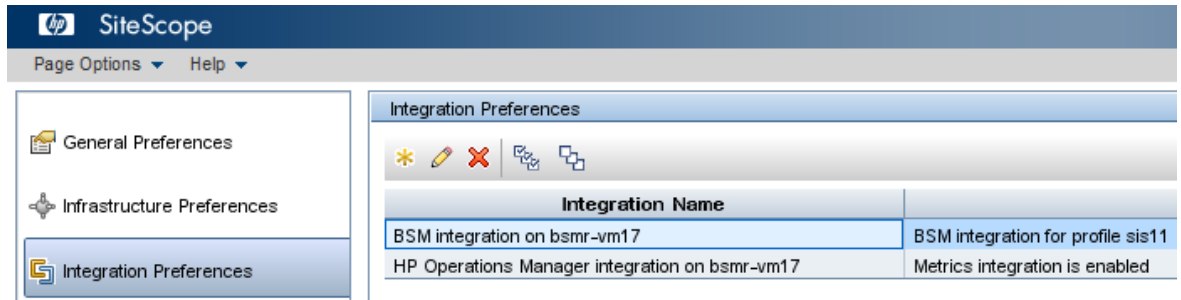 hp SiteScope
Page Options Help
General Preferences
Infrastructure Preferences
Integration Preferences
Integration Preferences
Integration Name
BSM integration on bsmr-vm17 BSM integration for profile sis11
HP Operations Manager integration on bsmr-vm17 Metrics integration is enabled